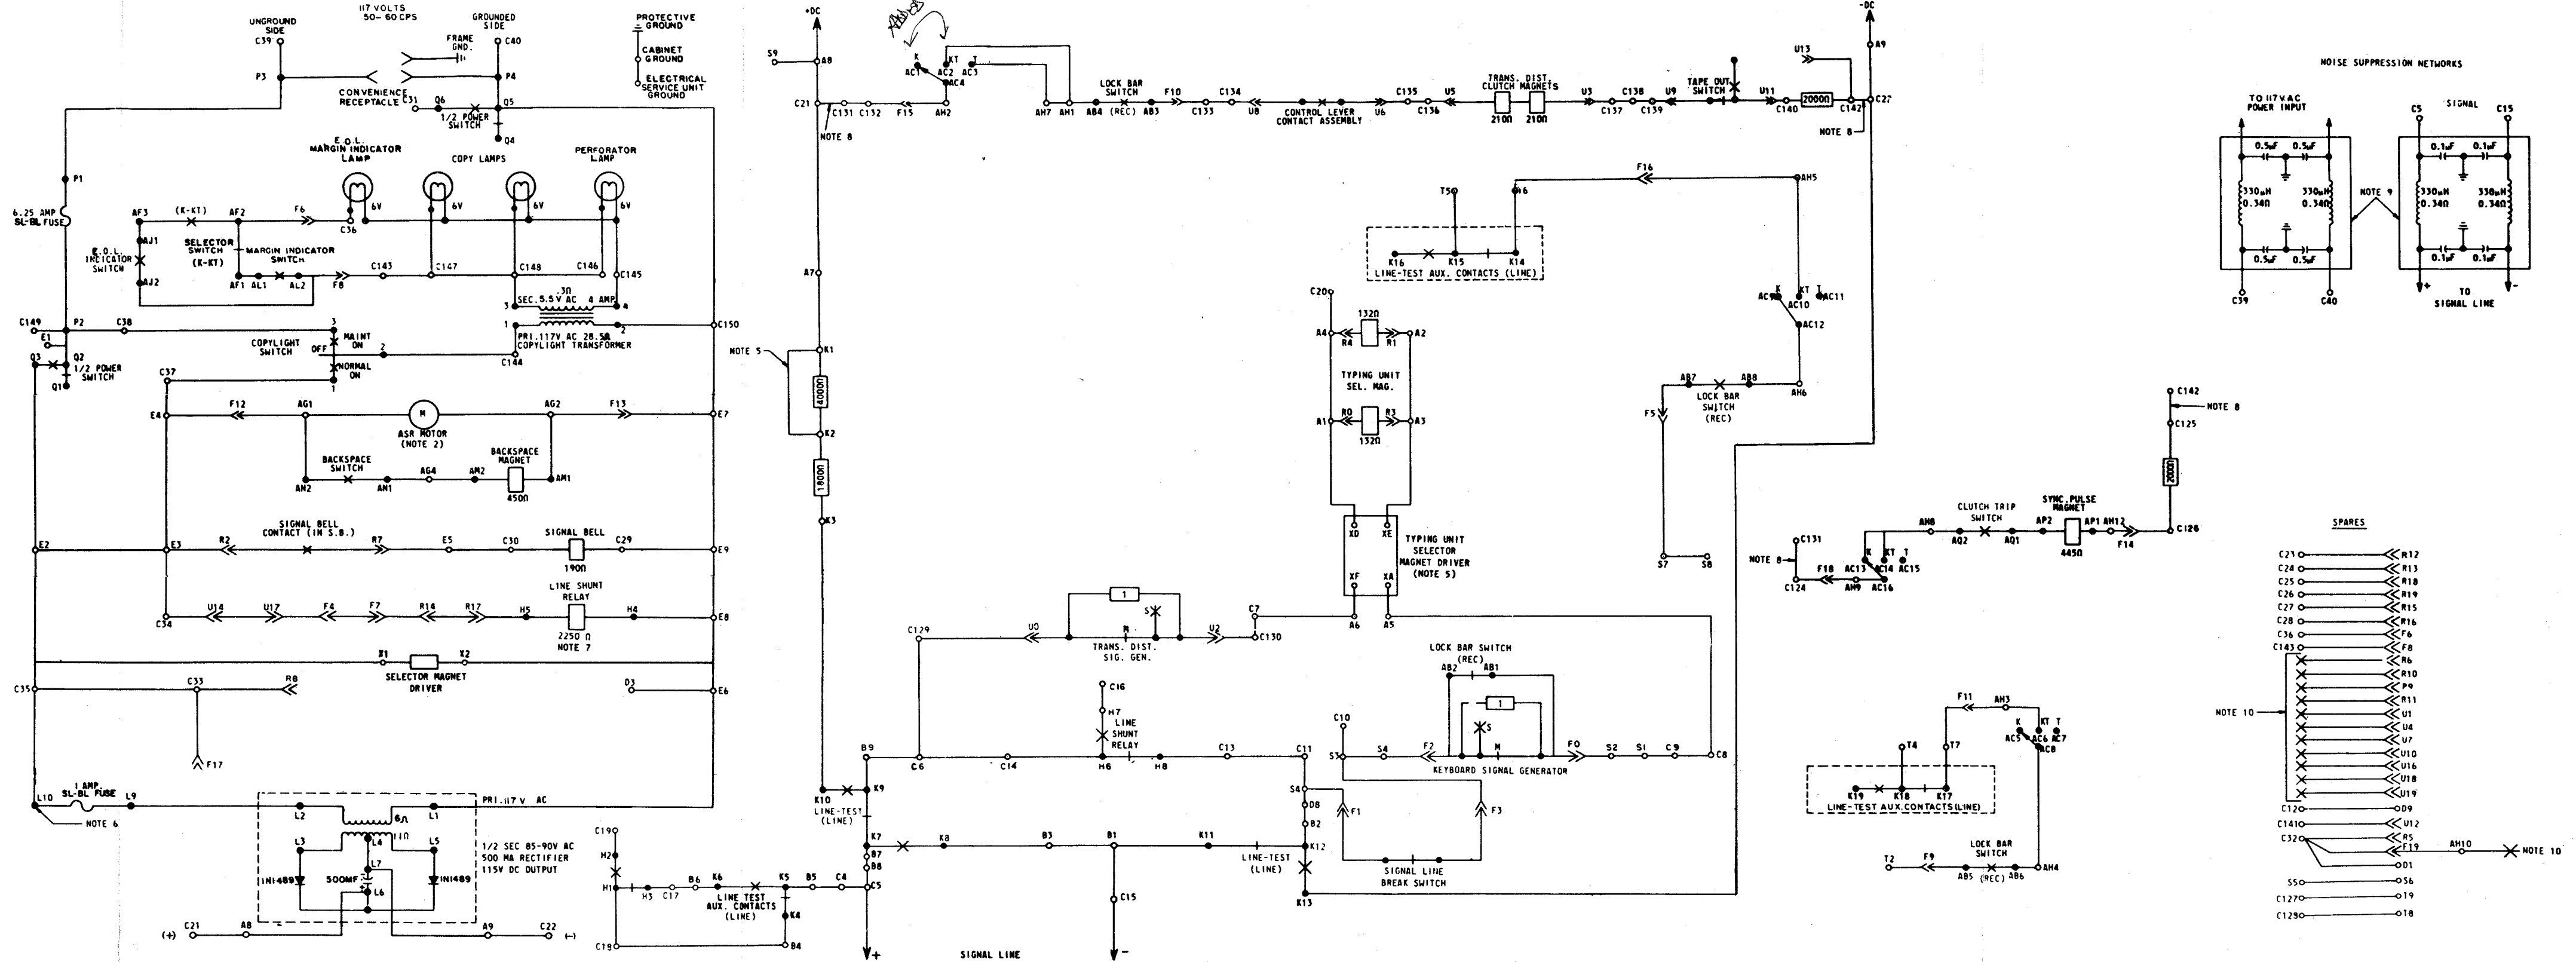 117 VOLTS
50-60 CPS
UNGROUND
SIDE
C39
P3
GROUNDED
SIDE
C40
FRAME
GND.
P4
CONVENIENCE
RECEPTACLE
C31
Q6
Q5
1/2 POWER
SWITCH
Q4
PROTECTIVE
GROUND
CABINET
GROUND
ELECTRICAL
SERVICE UNIT
GROUND
P1
6.25 AMP
SL-BL FUSE
E.O.L.
MARGIN INDICATOR
LAMP
COPY LAMPS
PERFORATOR
LAMP
6V
6V
6V
6V
AF3
(K-KT)
AF2
F6
C36
AJ1
E.O.L.
INDICATOR
SWITCH
AJ2
SELECTOR
SWITCH
(K-KT)
MARGIN INDICATOR
SWITCH
AF1
AL1
AL2
F8
C143
C147
C148
C146
C145
.3Ω
SEC.5.5V AC 4 AMP
3
4
1
2
PRI.117V AC 28.5Ω
COPYLIGHT TRANSFORMER
C144
C150
C149
P2
C38
E1
Q3
Q2
1/2 POWER
SWITCH
Q1
3
MAINT
ON
COPYLIGHT
SWITCH
OFF
2
NORMAL
ON
1
C37
E4
F12
AG1
M
ASR MOTOR
(NOTE 2)
AG2
F13
E7
BACKSPACE
SWITCH
AN2
AN1
AG4
AM2
BACKSPACE
MAGNET
450Ω
AM1
SIGNAL BELL
CONTACT (IN S.B.)
E2
E3
R2
R7
E5
C30
SIGNAL BELL
190Ω
C29
E9
C34
U14
U17
F4
F7
R14
R17
H5
LINE SHUNT
RELAY
2250 Ω
NOTE 7
H4
E8
X1
X2
SELECTOR MAGNET
DRIVER
C35
C33
R8
D3
E6
F17
1 AMP.
SL-BL FUSE
L10
L9
NOTE 6
L2
L1
PRI.117 V AC
6Ω
11Ω
L3
L4
L5
L7
1N1489
500MF
L6
1N1489
1/2 SEC 85-90V AC
500 MA RECTIFIER
115V DC OUTPUT
(+)
C21
A8
A9
C22
(-)
+DC
S9
A8
C21
C131
C132
F15
AH2
NOTE 8
K
KT
T
AC1
AC2
AC3
AC4
AH7
AH1
AB4
(REC)
AB3
LOCK BAR
SWITCH
F10
C133
C134
U8
CONTROL LEVER
CONTACT ASSEMBLY
U6
C135
C136
U5
TRANS. DIST.
CLUTCH MAGNETS
210Ω
210Ω
U3
C137
C138
C139
U9
TAPE OUT
SWITCH
U11
C140
2000Ω
C142
U13
C27
NOTE 8
-DC
A9
A7
NOTE 5
K1
4000Ω
K2
1800Ω
K3
F16
AH5
T5
K16
K15
K14
LINE-TEST AUX. CONTACTS (LINE)
K
KT
T
AC10
AC11
AC12
AB7
AB8
AH6
LOCK BAR
SWITCH
(REC)
F5
S7
S8
C20
132Ω
A4
R4
R1
A2
TYPING UNIT
SEL. MAG.
A1
R0
R3
A3
132Ω
XD
XE
XF
XA
TYPING UNIT
SELECTOR
MAGNET DRIVER
(NOTE 5)
A6
A5
C129
U0
1
S
M
U2
C7
C130
TRANS. DIST.
SIG. GEN.
C16
H7
LINE
SHUNT
RELAY
B9
C6
C14
H6
H8
C13
C11
C10
S3
S4
F2
LOCK BAR SWITCH
(REC)
AB2
AB1
1
S
M
F0
S2
S1
C9
C8
KEYBOARD SIGNAL GENERATOR
K10
K9
LINE-TEST
(LINE)
K7
K8
B3
B1
K11
LINE-TEST
(LINE)
K12
S4
D8
B2
F1
F3
SIGNAL LINE
BREAK SWITCH
K13
B7
B8
C5
C15
C19
H2
H1
H3
C17
B6
K6
LINE TEST
AUX. CONTACTS
(LINE)
K5
B5
C4
K4
B4
C18
+
SIGNAL LINE
-
NOISE SUPPRESSION NETWORKS
TO 117V.AC
POWER INPUT
C5
SIGNAL
C15
0.5µF
0.5µF
0.1µF
0.1µF
330µH
0.34Ω
330µH
0.34Ω
NOTE 9
330µH
0.34Ω
330µH
0.34Ω
0.5µF
0.5µF
0.1µF
0.1µF
C39
C40
+
TO
SIGNAL LINE
-
C142
NOTE 8
C125
2000Ω
C126
SYNC.PULSE
MAGNET
CLUTCH TRIP
SWITCH
AH8
AQ2
AQ1
AP2
445Ω
AP1
AH12
F14
C131
NOTE 8
C124
F18
AH9
K
KT
T
AC13
AC14
AC15
AC16
F11
AH3
K
KT
T
AC5
AC6
AC7
AC8
T4
T7
K19
K18
K17
LINE-TEST AUX.CONTACTS(LINE)
LOCK BAR
SWITCH
T2
F9
AB5
(REC)
AB6
AH4
SPARES
C23 R12
C24 R13
C25 R18
C26 R19
C27 R15
C28 R16
C36 F6
C143 F8
R6
R10
P9
R11
NOTE 10
U1
U4
U7
U10
U16
U18
U19
C12 D9
C141 U12
C32 R5
F19 AH10 NOTE 10
D1
S5 S6
C127 T9
C128 T8